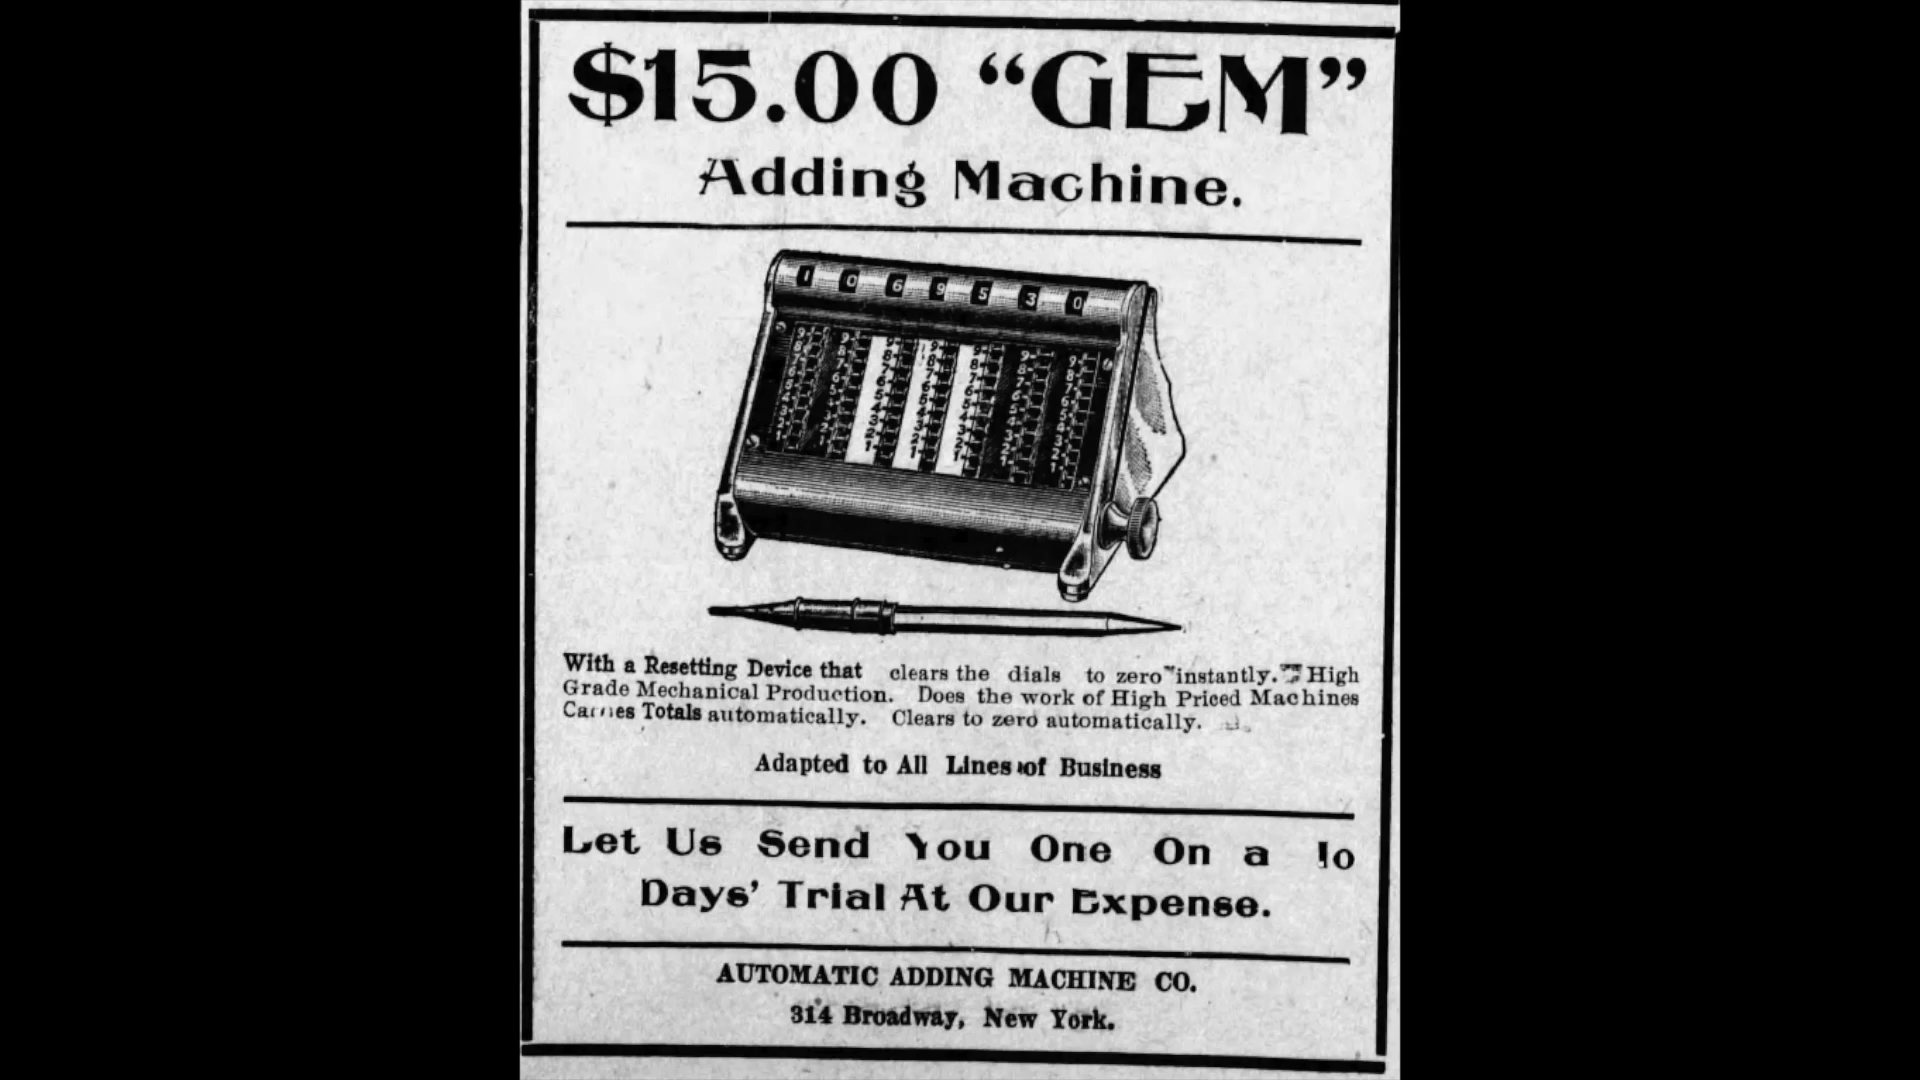 $15.00 “GEM”
Adding Machine.
1 0 6 9 5 3 0
With a Resetting Device that clears the dials to zero instantly. High
Grade Mechanical Production. Does the work of High Priced Machines
Carries Totals automatically. Clears to zero automatically.
Adapted to All Lines of Business
Let Us Send You One On a 10
Days’ Trial At Our Expense.
AUTOMATIC ADDING MACHINE CO.
314 Broadway, New York.